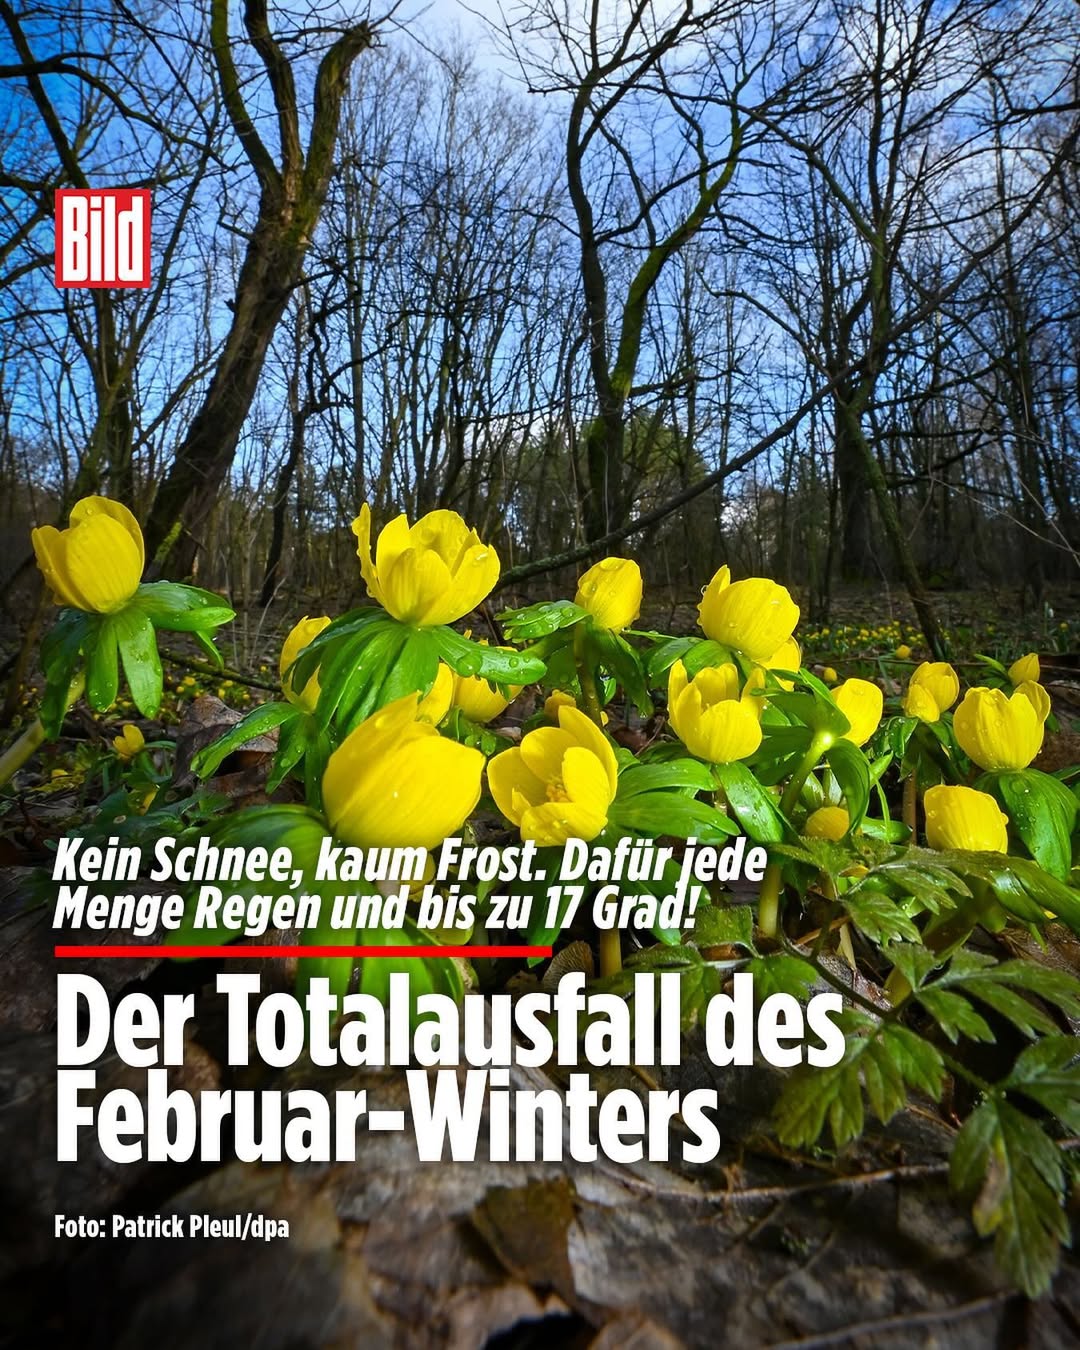 Bild
Kein Schnee, kaum Frost. Dafür jede
Menge Regen und bis zu 17 Grad!
Der Totalausfall des
Februar-Winters
Foto: Patrick Pleul/dpa